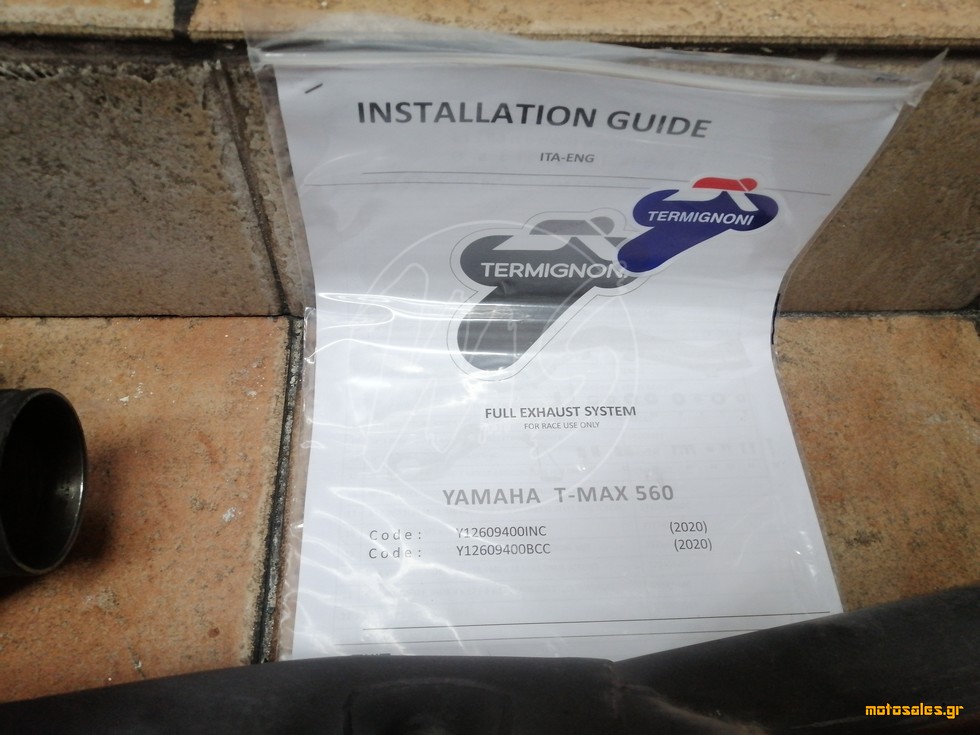 INSTALLATION GUIDE
ITA-ENG
TERMIGNONI
TERMIGNONI
FULL EXHAUST SYSTEM
FOR RACE USE ONLY
YAMAHA T-MAX 560
Code: Y12609400INC (2020)
Code: Y12609400BCC (2020)
motosales.gr